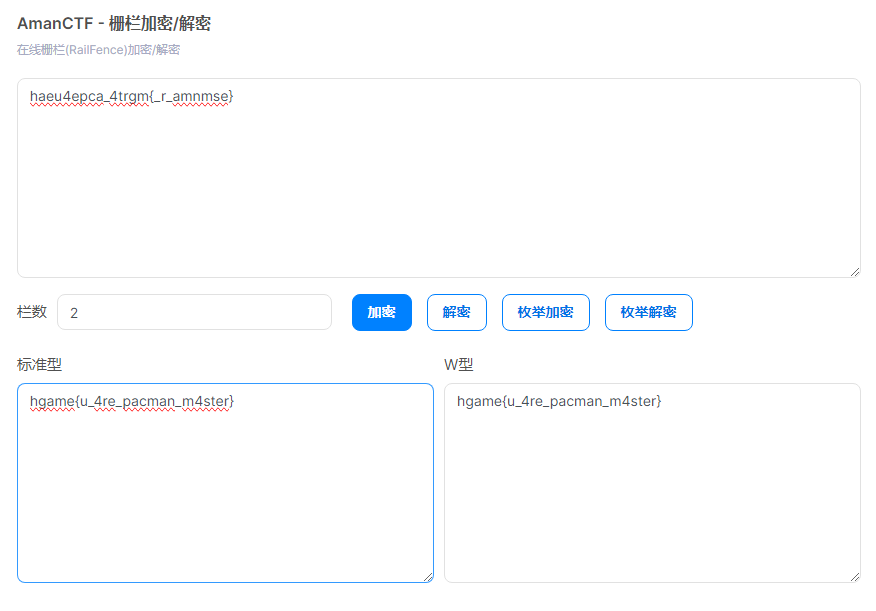 AmanCTF - 栅栏加密/解密
在线栅栏(RailFence)加密/解密
haeu4epca_4trgm{_r_amnmse}
栏数 2 加密 解密 枚举加密 枚举解密
标准型 W型
hgame{u_4re_pacman_m4ster} hgame{u_4re_pacman_m4ster}